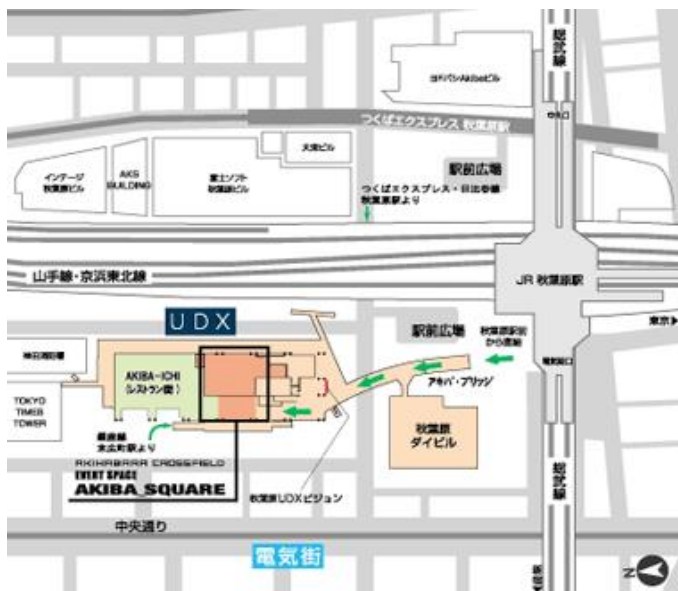 総武線
ヨドバシAkibaビル
中央口
つくばエクスプレス 秋葉原駅
大東ビル
駅前広場
インテージ
秋葉原ビル
AKS
BUILDING
富士ソフト
秋葉原ビル
つくばエクスプレス・日比谷線
秋葉原駅より
山手線・京浜東北線
JR 秋葉原駅
UDX
駅前広場
秋葉原駅前
から直結
東京
電気街口
AKIBA-ICHI
(レストラン街)
アキバ・ブリッジ
TOKYO
TIMES
TOWER
秋葉原
ダイビル
銀座線
末広町駅より
AKIHABARA CROSSFIELD
EVENT SPACE
AKIBA_SQUARE
秋葉原UDXビジョン
総武線
中央通り
電気街
N